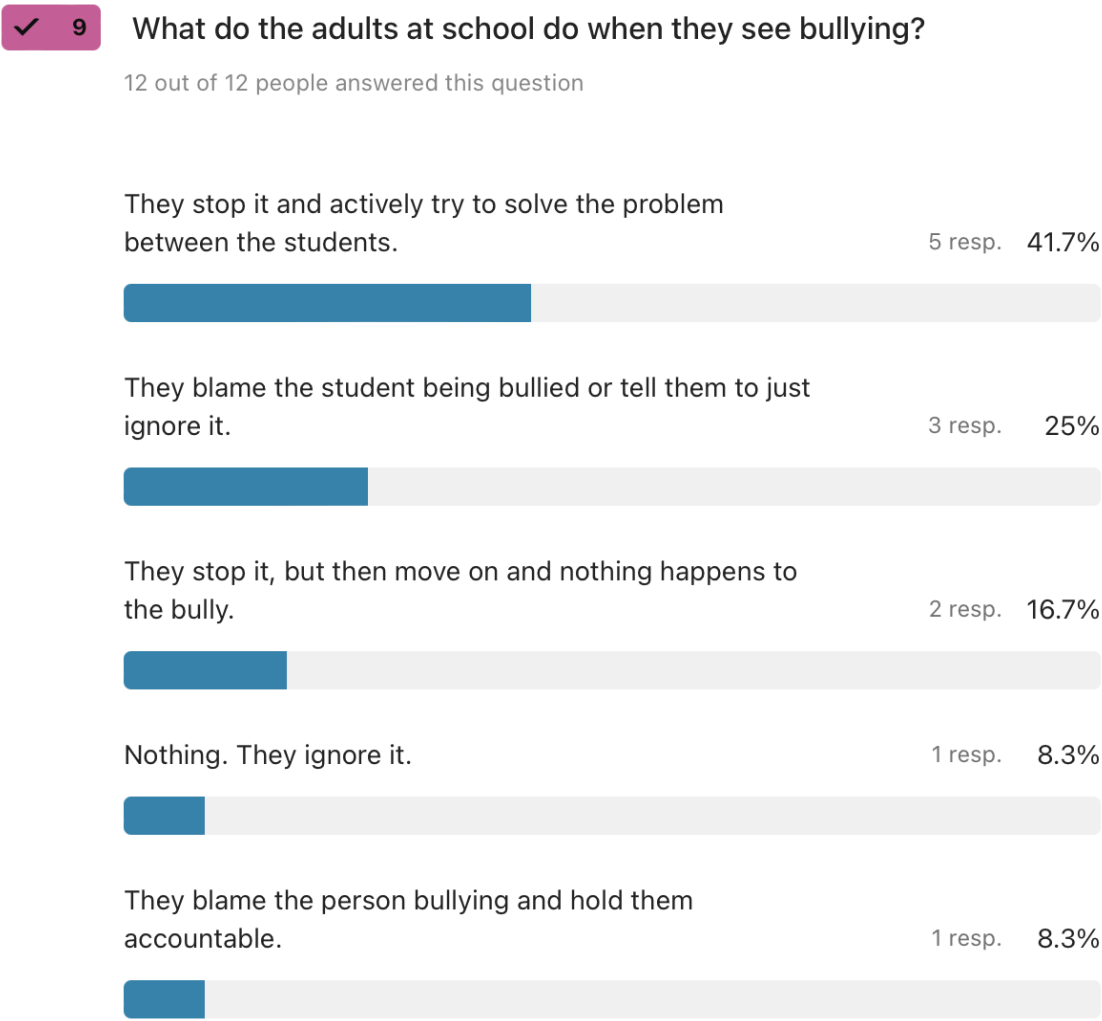 ✓ 9 What do the adults at school do when they see bullying?
12 out of 12 people answered this question
They stop it and actively try to solve the problem
between the students. 5 resp. 41.7%
They blame the student being bullied or tell them to just
ignore it. 3 resp. 25%
They stop it, but then move on and nothing happens to
the bully. 2 resp. 16.7%
Nothing. They ignore it. 1 resp. 8.3%
They blame the person bullying and hold them
accountable. 1 resp. 8.3%